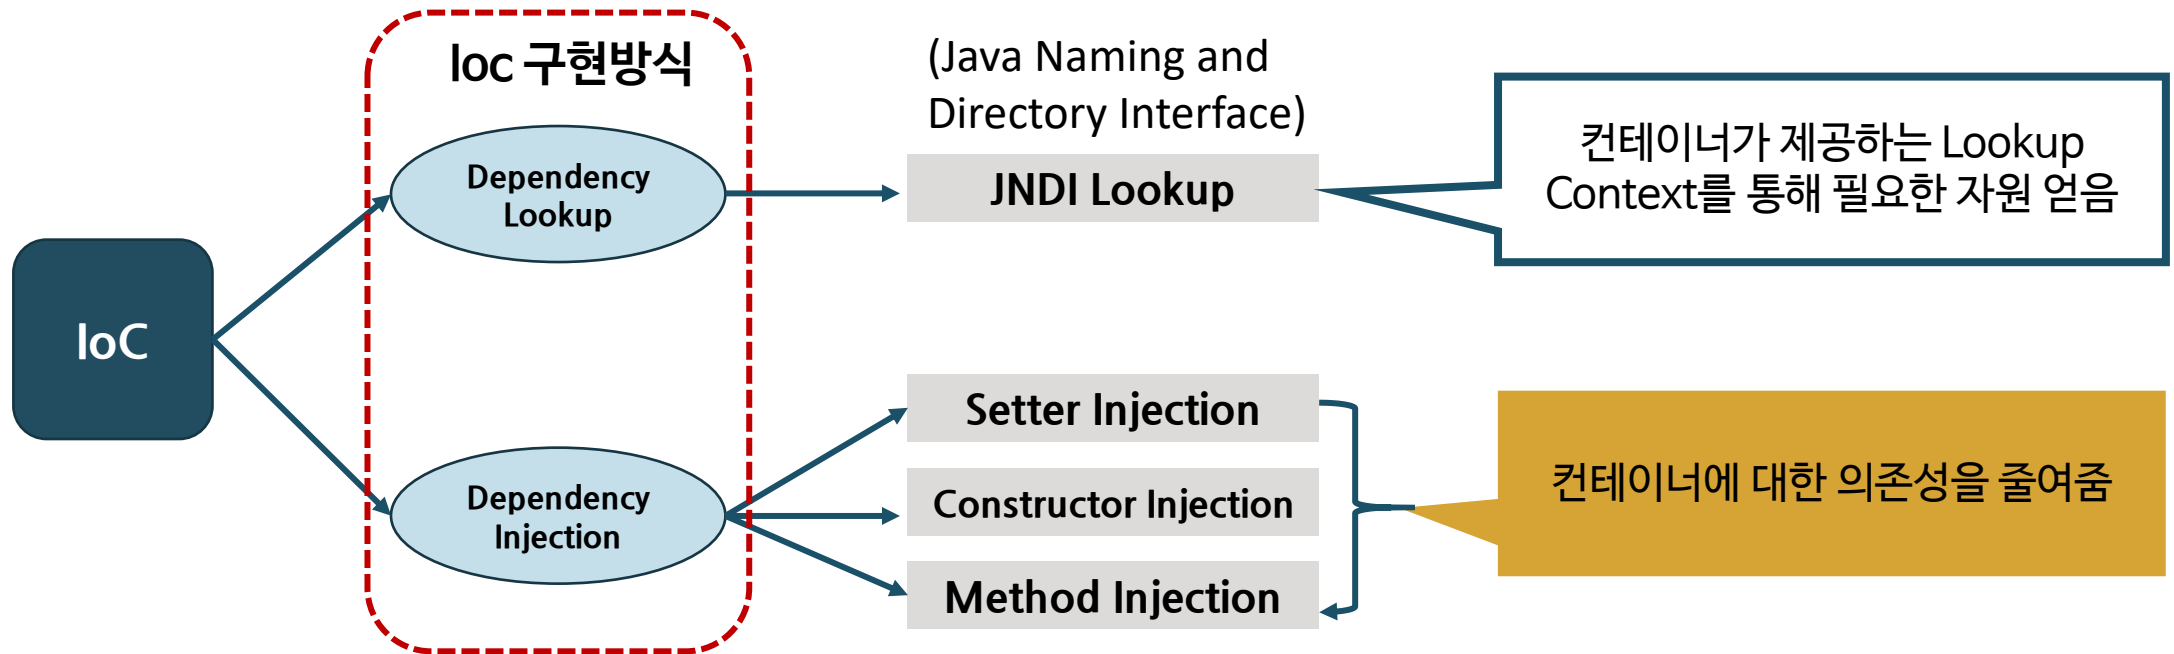 Ioc 구현방식
(Java Naming and
Directory Interface)
Dependency
Lookup
JNDI Lookup
컨테이너가 제공하는 Lookup
Context를 통해 필요한 자원 얻음
IoC
Setter Injection
Dependency
Injection
Constructor Injection
Method Injection
컨테이너에 대한 의존성을 줄여줌